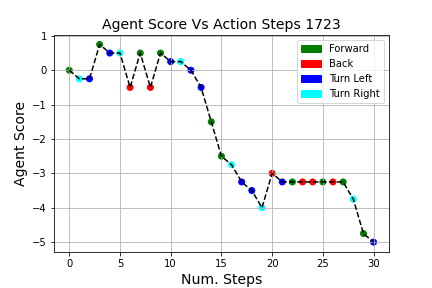 Agent Score Vs Action Steps 1723
Agent Score
1
0
−1
−2
−3
−4
−5
Forward
Back
Turn Left
Turn Right
0 5 10 15 20 25 30
Num. Steps